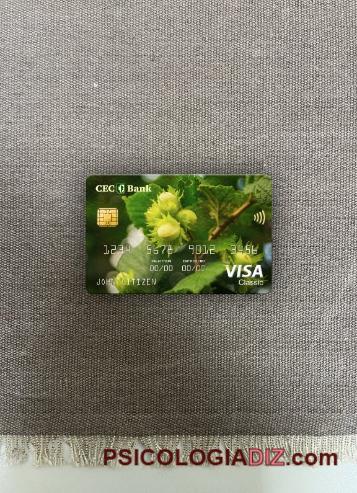 CEC Bank
1234 5678 9012 3456
00/00 00/00
JOHN CITIZEN
VISA
Classic
PSICOLOGIADIZ.com